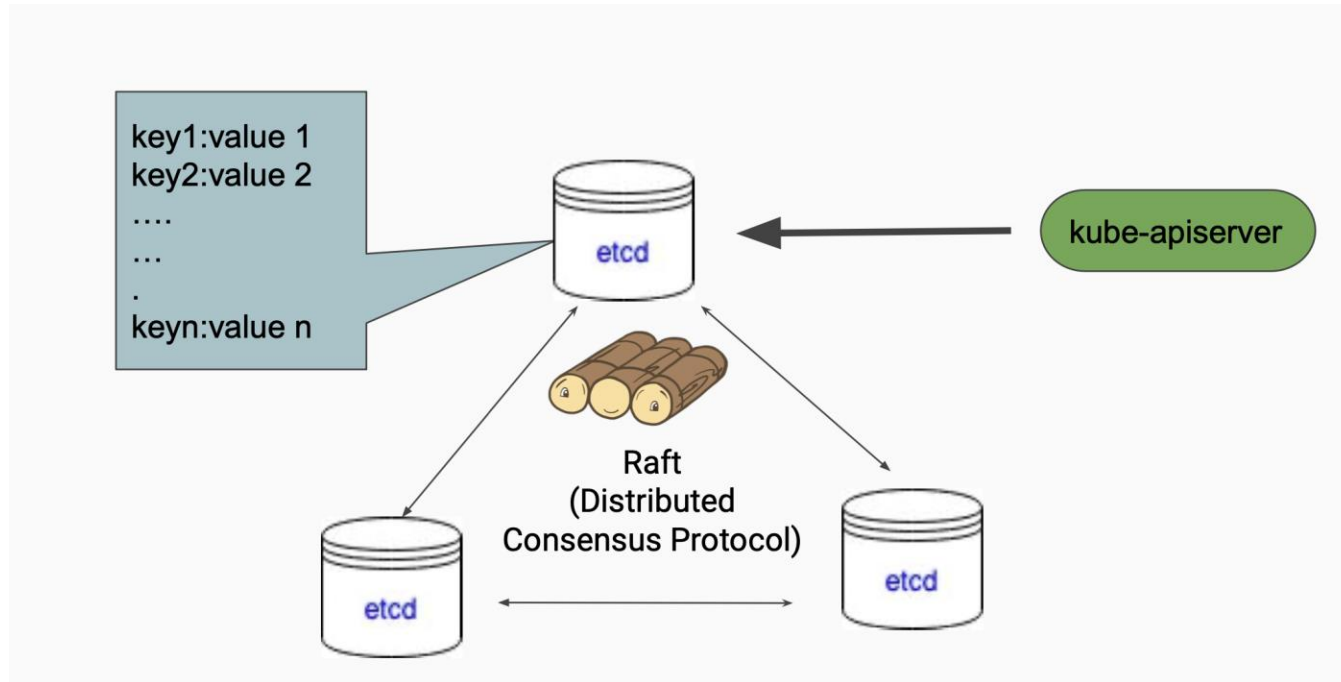 key1:value 1
key2:value 2
....
...
.
keyn:value n
etcd
kube-apiserver
Raft
(Distributed
Consensus Protocol)
etcd
etcd